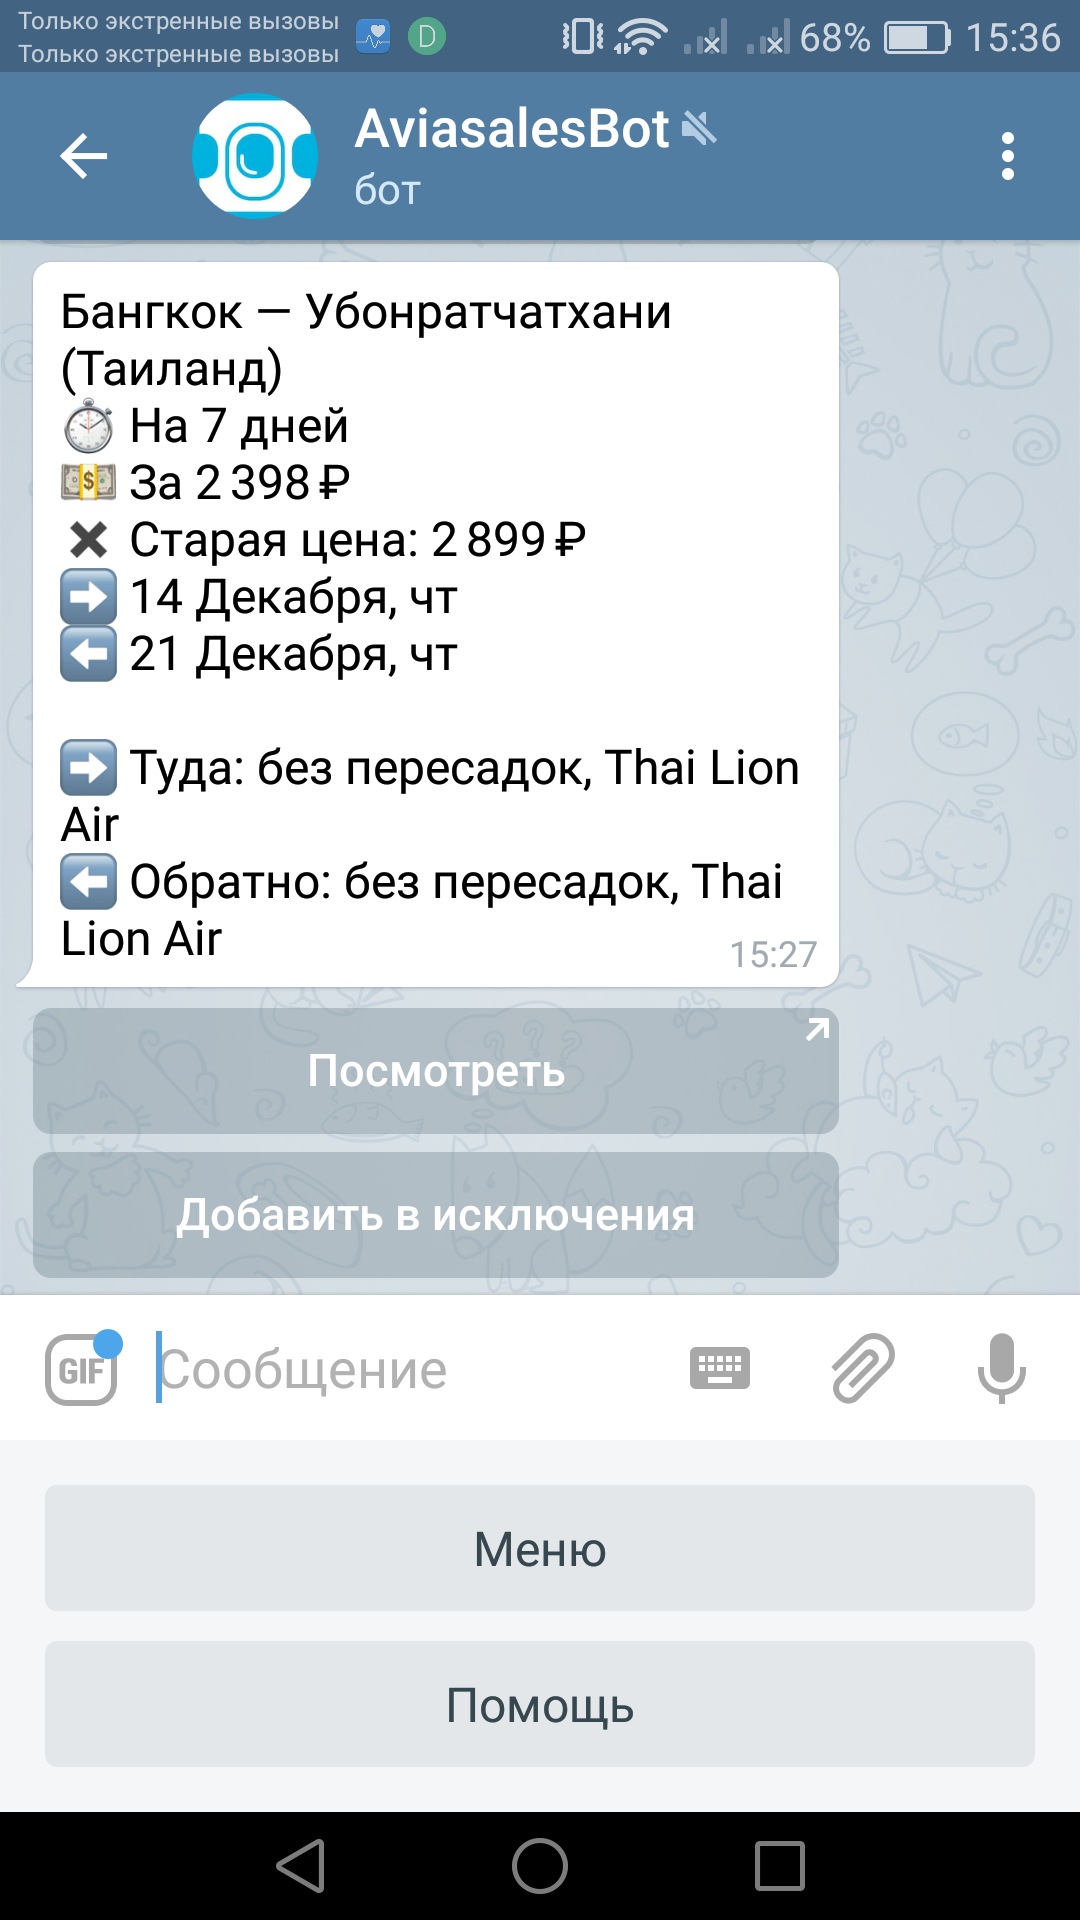 Только экстренные вызовы
Только экстренные вызовы
D
68%
15:36
AviasalesBot
бот
Бангкок — Убонратчатхани
(Таиланд)
На 7 дней
За 2 398 ₽
Старая цена: 2 899 ₽
14 Декабря, чт
21 Декабря, чт
Туда: без пересадок, Thai Lion
Air
Обратно: без пересадок, Thai
Lion Air
15:27
Посмотреть
Добавить в исключения
GIF
Сообщение
Меню
Помощь